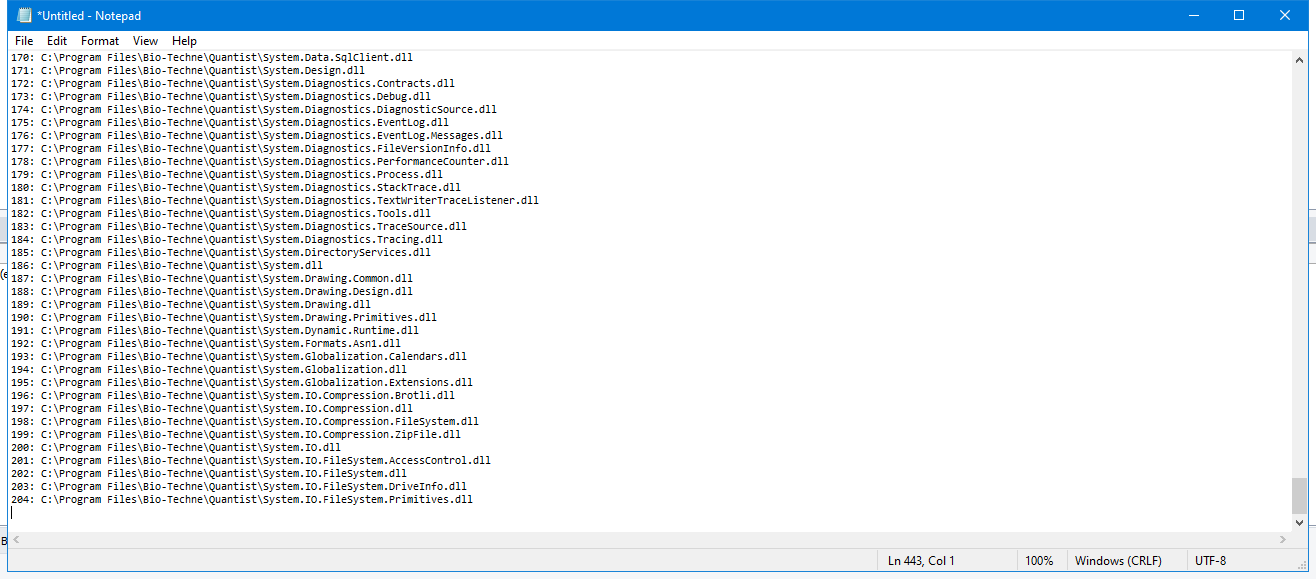 *Untitled - Notepad
File Edit Format View Help
170: C:\Program Files\Bio-Techne\Quantist\System.Data.SqlClient.dll
171: C:\Program Files\Bio-Techne\Quantist\System.Design.dll
172: C:\Program Files\Bio-Techne\Quantist\System.Diagnostics.Contracts.dll
173: C:\Program Files\Bio-Techne\Quantist\System.Diagnostics.Debug.dll
174: C:\Program Files\Bio-Techne\Quantist\System.Diagnostics.DiagnosticSource.dll
175: C:\Program Files\Bio-Techne\Quantist\System.Diagnostics.EventLog.dll
176: C:\Program Files\Bio-Techne\Quantist\System.Diagnostics.EventLog.Messages.dll
177: C:\Program Files\Bio-Techne\Quantist\System.Diagnostics.FileVersionInfo.dll
178: C:\Program Files\Bio-Techne\Quantist\System.Diagnostics.PerformanceCounter.dll
179: C:\Program Files\Bio-Techne\Quantist\System.Diagnostics.Process.dll
180: C:\Program Files\Bio-Techne\Quantist\System.Diagnostics.StackTrace.dll
181: C:\Program Files\Bio-Techne\Quantist\System.Diagnostics.TextWriterTraceListener.dll
182: C:\Program Files\Bio-Techne\Quantist\System.Diagnostics.Tools.dll
183: C:\Program Files\Bio-Techne\Quantist\System.Diagnostics.TraceSource.dll
184: C:\Program Files\Bio-Techne\Quantist\System.Diagnostics.Tracing.dll
185: C:\Program Files\Bio-Techne\Quantist\System.DirectoryServices.dll
186: C:\Program Files\Bio-Techne\Quantist\System.dll
187: C:\Program Files\Bio-Techne\Quantist\System.Drawing.Common.dll
188: C:\Program Files\Bio-Techne\Quantist\System.Drawing.Design.dll
189: C:\Program Files\Bio-Techne\Quantist\System.Drawing.dll
190: C:\Program Files\Bio-Techne\Quantist\System.Drawing.Primitives.dll
191: C:\Program Files\Bio-Techne\Quantist\System.Dynamic.Runtime.dll
192: C:\Program Files\Bio-Techne\Quantist\System.Formats.Asn1.dll
193: C:\Program Files\Bio-Techne\Quantist\System.Globalization.Calendars.dll
194: C:\Program Files\Bio-Techne\Quantist\System.Globalization.dll
195: C:\Program Files\Bio-Techne\Quantist\System.Globalization.Extensions.dll
196: C:\Program Files\Bio-Techne\Quantist\System.IO.Compression.Brotli.dll
197: C:\Program Files\Bio-Techne\Quantist\System.IO.Compression.dll
198: C:\Program Files\Bio-Techne\Quantist\System.IO.Compression.FileSystem.dll
199: C:\Program Files\Bio-Techne\Quantist\System.IO.Compression.ZipFile.dll
200: C:\Program Files\Bio-Techne\Quantist\System.IO.dll
201: C:\Program Files\Bio-Techne\Quantist\System.IO.FileSystem.AccessControl.dll
202: C:\Program Files\Bio-Techne\Quantist\System.IO.FileSystem.dll
203: C:\Program Files\Bio-Techne\Quantist\System.IO.FileSystem.DriveInfo.dll
204: C:\Program Files\Bio-Techne\Quantist\System.IO.FileSystem.Primitives.dll
Ln 443, Col 1 100% Windows (CRLF) UTF-8